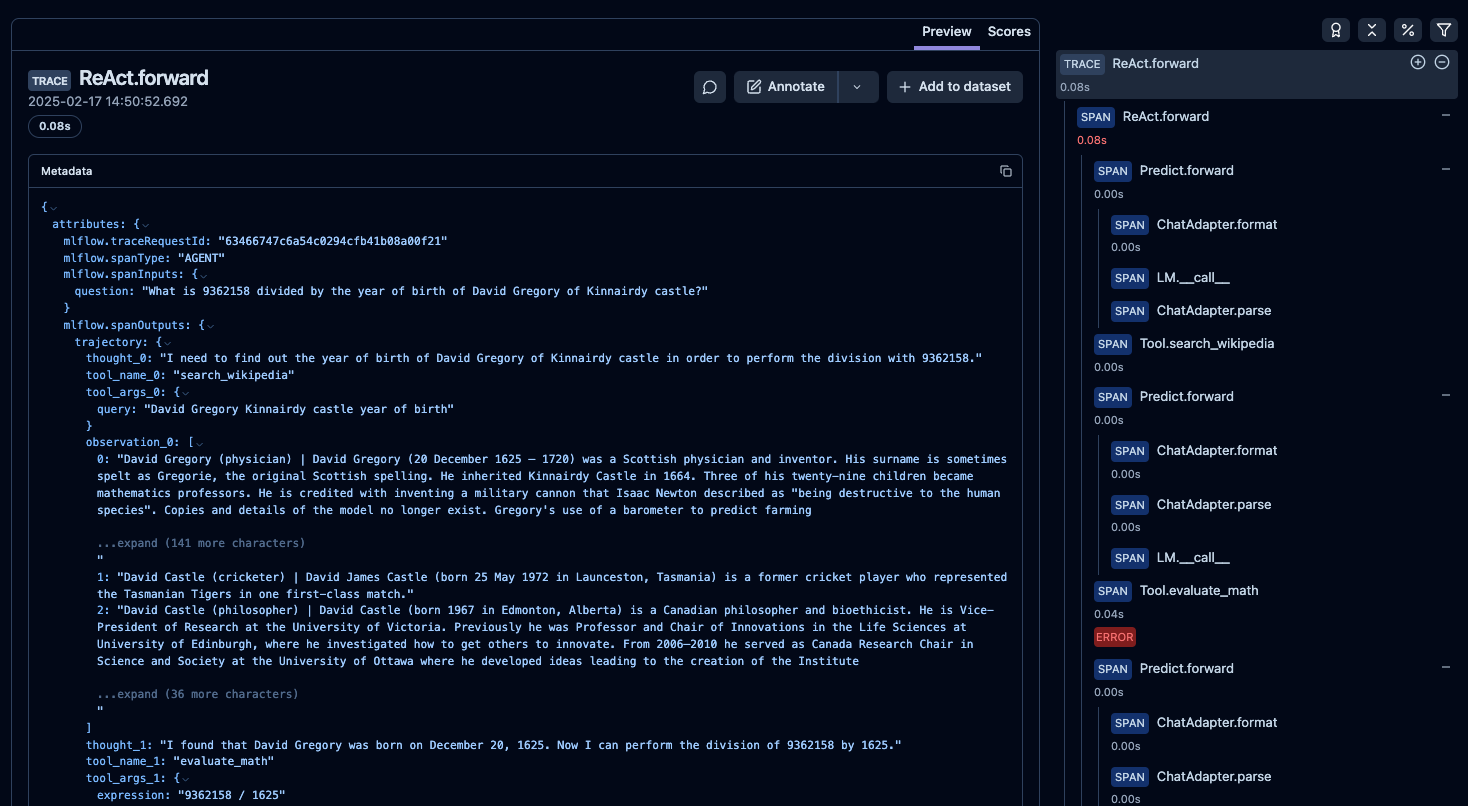 Preview
Scores
TRACE ReAct.forward
2025-02-17 14:50:52.692
0.08s
Annotate
Add to dataset
Metadata
{
attributes: {
mlflow.traceRequestId: "63466747c6a54c0294cfb41b08a00f21"
mlflow.spanType: "AGENT"
mlflow.spanInputs: {
question: "What is 9362158 divided by the year of birth of David Gregory of Kinnairdy castle?"
}
mlflow.spanOutputs: {
trajectory: {
thought_0: "I need to find out the year of birth of David Gregory of Kinnairdy castle in order to perform the division with 9362158."
tool_name_0: "search_wikipedia"
tool_args_0: {
query: "David Gregory Kinnairdy castle year of birth"
}
observation_0: [
0: "David Gregory (physician) | David Gregory (20 December 1625 – 1720) was a Scottish physician and inventor. His surname is sometimes
spelt as Gregorie, the original Scottish spelling. He inherited Kinnairdy Castle in 1664. Three of his twenty-nine children became
mathematics professors. He is credited with inventing a military cannon that Isaac Newton described as "being destructive to the human
species". Copies and details of the model no longer exist. Gregory's use of a barometer to predict farming
...expand (141 more characters)
"
1: "David Castle (cricketer) | David James Castle (born 25 May 1972 in Launceston, Tasmania) is a former cricket player who represented
the Tasmanian Tigers in one first-class match."
2: "David Castle (philosopher) | David Castle (born 1967 in Edmonton, Alberta) is a Canadian philosopher and bioethicist. He is Vice-
President of Research at the University of Victoria. Previously he was Professor and Chair of Innovations in the Life Sciences at
University of Edinburgh, where he investigated how to get others to innovate. From 2006–2010 he served as Canada Research Chair in
Science and Society at the University of Ottawa where he developed ideas leading to the creation of the Institute
...expand (36 more characters)
"
]
thought_1: "I found that David Gregory was born on December 20, 1625. Now I can perform the division of 9362158 by 1625."
tool_name_1: "evaluate_math"
tool_args_1: {
expression: "9362158 / 1625"
TRACE ReAct.forward
0.08s
SPAN ReAct.forward
0.08s
SPAN Predict.forward
0.00s
SPAN ChatAdapter.format
0.00s
SPAN LM.__call__
SPAN ChatAdapter.parse
SPAN Tool.search_wikipedia
0.00s
SPAN Predict.forward
0.00s
SPAN ChatAdapter.format
0.00s
SPAN ChatAdapter.parse
0.00s
SPAN LM.__call__
SPAN Tool.evaluate_math
0.04s
ERROR
SPAN Predict.forward
0.00s
SPAN ChatAdapter.format
0.00s
SPAN ChatAdapter.parse
0.00s